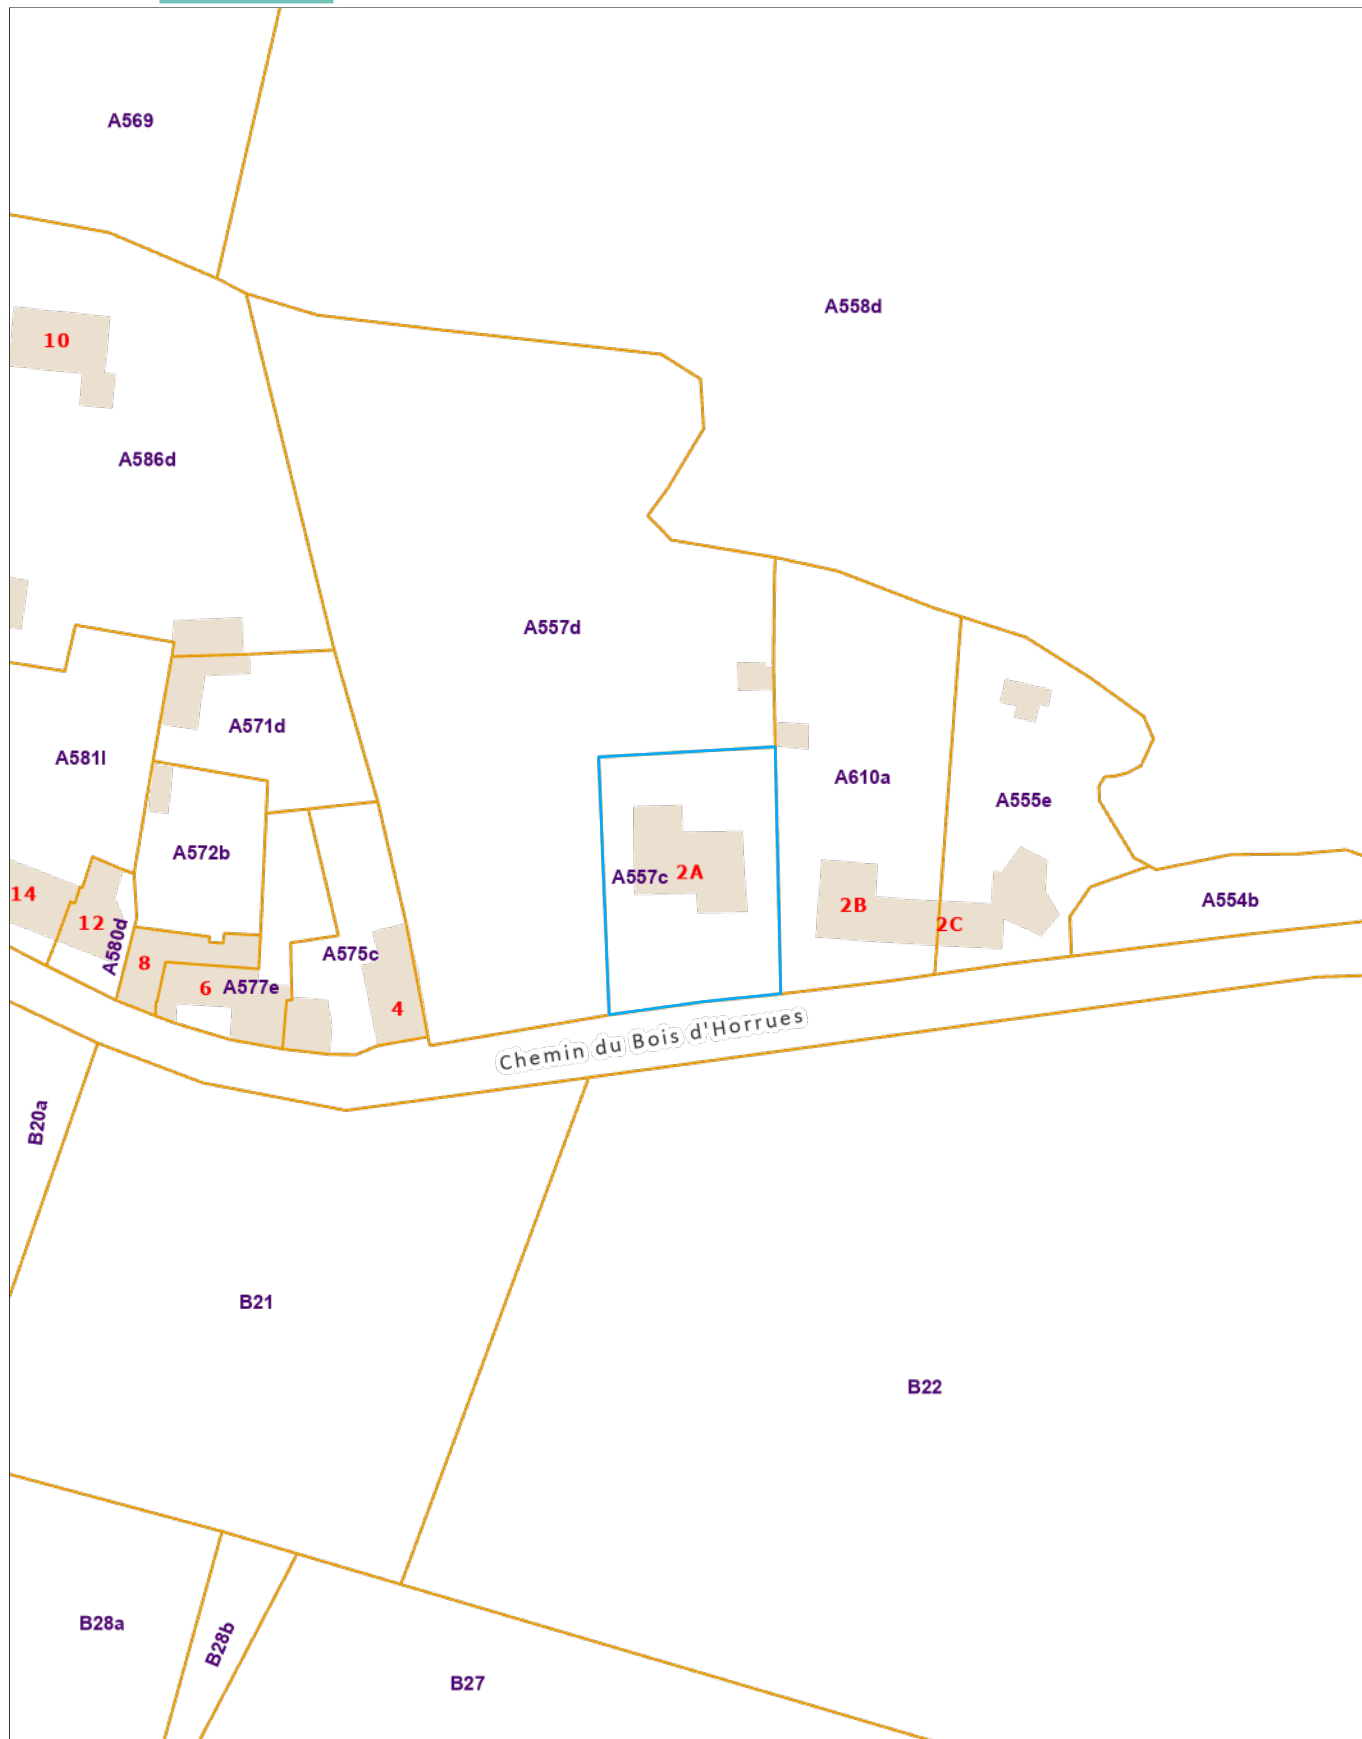 A569
A558d
10
A586d
A557d
A571d
A581l
A610a
A555e
A572b
A557c
2A
14
12
A580d
2B
2C
A554b
A575c
8
6
A577e
4
Chemin du Bois d'Horrues
B20a
B21
B22
B28a
B28b
B27